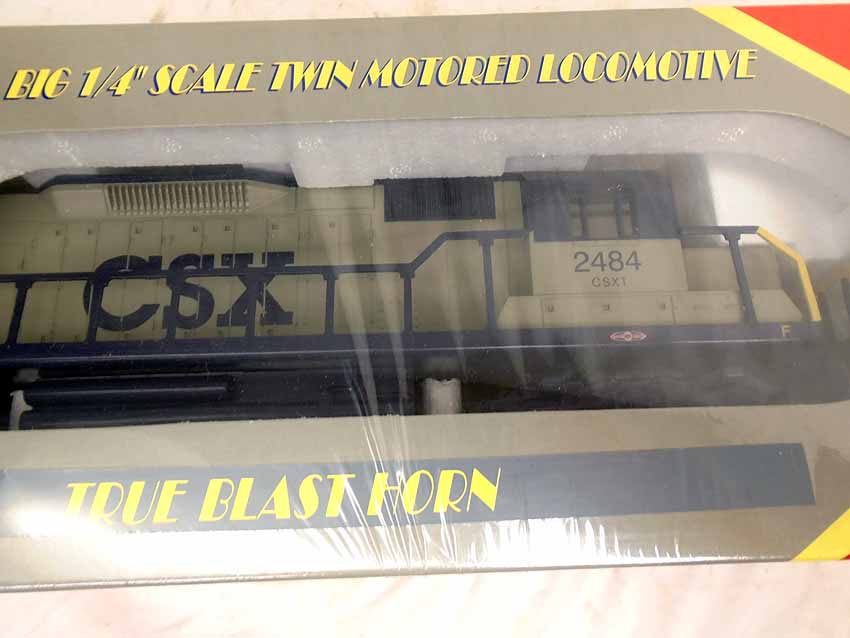 BIG 1/4" SCALE TWIN MOTORED LOCOMOTIVE
CSX
2484
CSXT
F
TRUE BLAST HORN